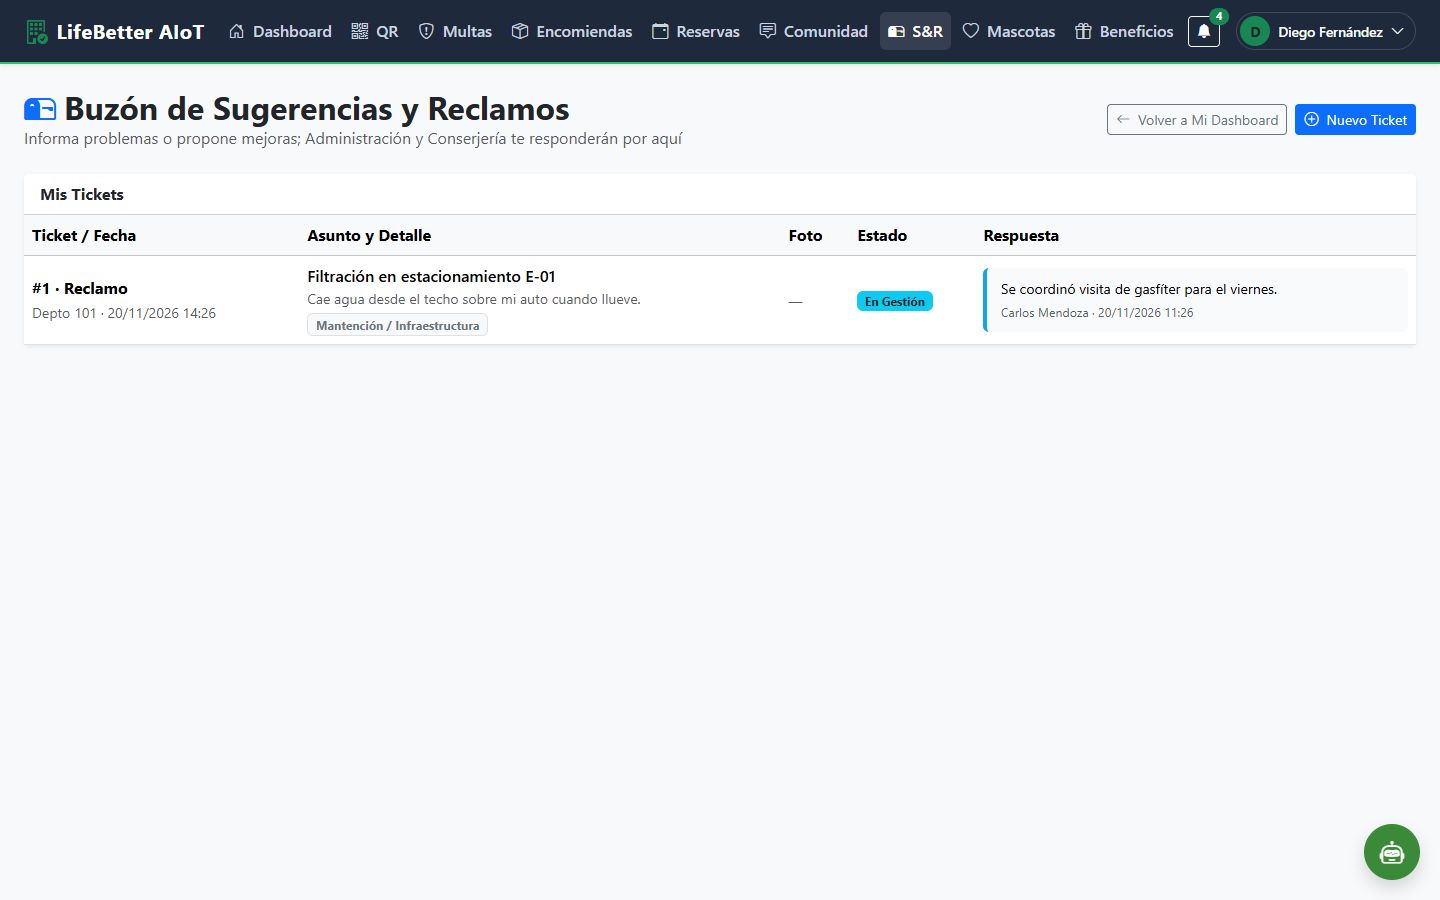 LifeBetter AIoT
Dashboard
QR
Multas
Encomiendas
Reservas
Comunidad
S&R
Mascotas
Beneficios
4
D
Diego Fernández
Buzón de Sugerencias y Reclamos
Informa problemas o propone mejoras; Administración y Conserjería te responderán por aquí
← Volver a Mi Dashboard
Nuevo Ticket
Mis Tickets
Ticket / Fecha
Asunto y Detalle
Foto
Estado
Respuesta
#1 · Reclamo
Depto 101 · 20/11/2026 14:26
Filtración en estacionamiento E-01
Cae agua desde el techo sobre mi auto cuando llueve.
Mantención / Infraestructura
—
En Gestión
Se coordinó visita de gasfíter para el viernes.
Carlos Mendoza · 20/11/2026 11:26